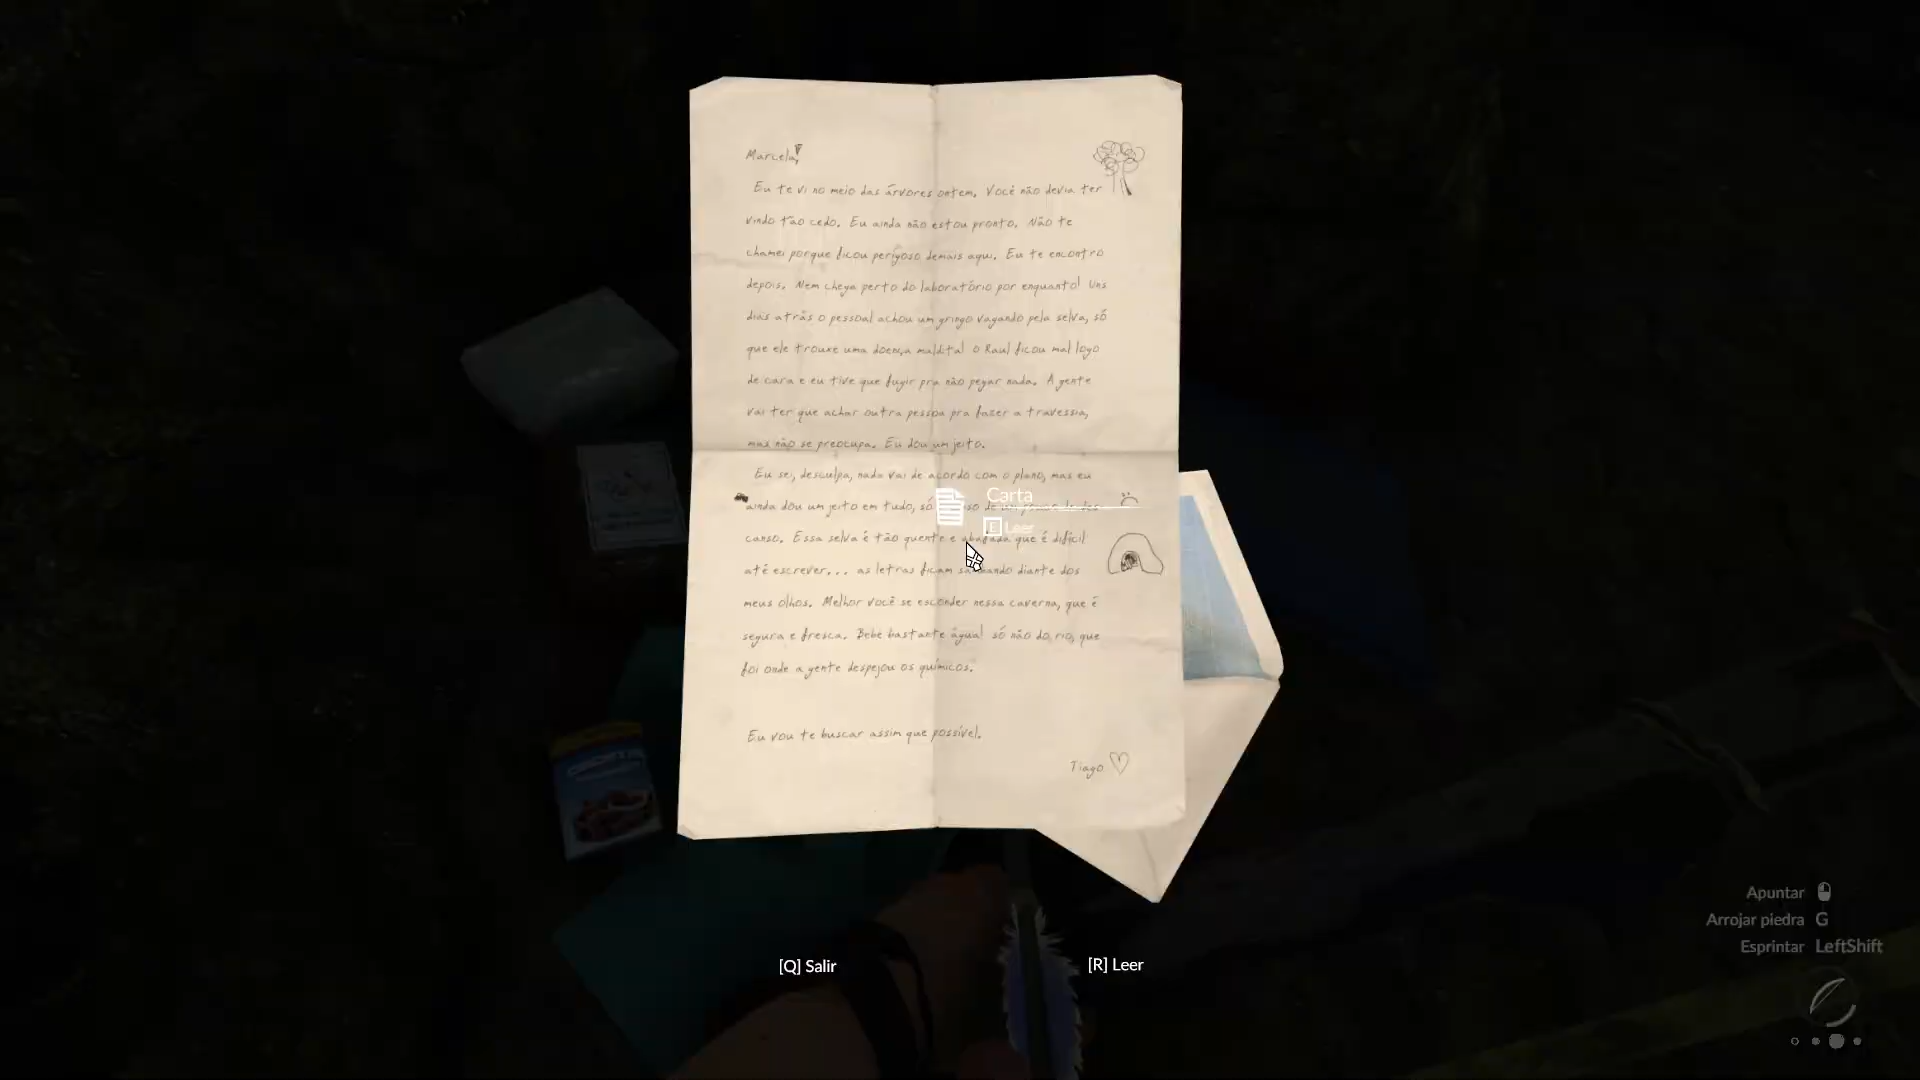 Marcela,
Eu te vi no meio das árvores ontem. Você não devia ter
vindo tão cedo. Eu ainda não estou pronto. Não te
chamei porque ficou perigoso demais aqui. Eu te encontro
depois. Nem chega perto do laboratório por enquanto! Uns
dias atrás o pessoal achou um gringo vagando pela selva, só
que ele trouxe uma doença maldita! o Raul ficou mal logo
de cara e eu tive que fugir pra não pegar nada. A gente
vai ter que achar outra pessoa pra fazer a travessia,
mas não se preocupa. Eu dou um jeito.
Eu sei, desculpa, nada vai de acordo com o plano, mas eu
Carta
ainda dou um jeito em tudo, só de um pouco de des
[E] Leer
canso. Essa selva é tão quente e abafada que é difícil
até escrever... as letras ficam diante dos
meus olhos. Melhor você se esconder nessa caverna, que é
segura e fresca. Bebe bastante água! só não do rio, que
foi onde a gente despejou os químicos.
Eu vou te buscar assim que possível.
Tiago
Apuntar
Arrojar piedra G
Esprintar LeftShift
[Q] Salir
[R] Leer